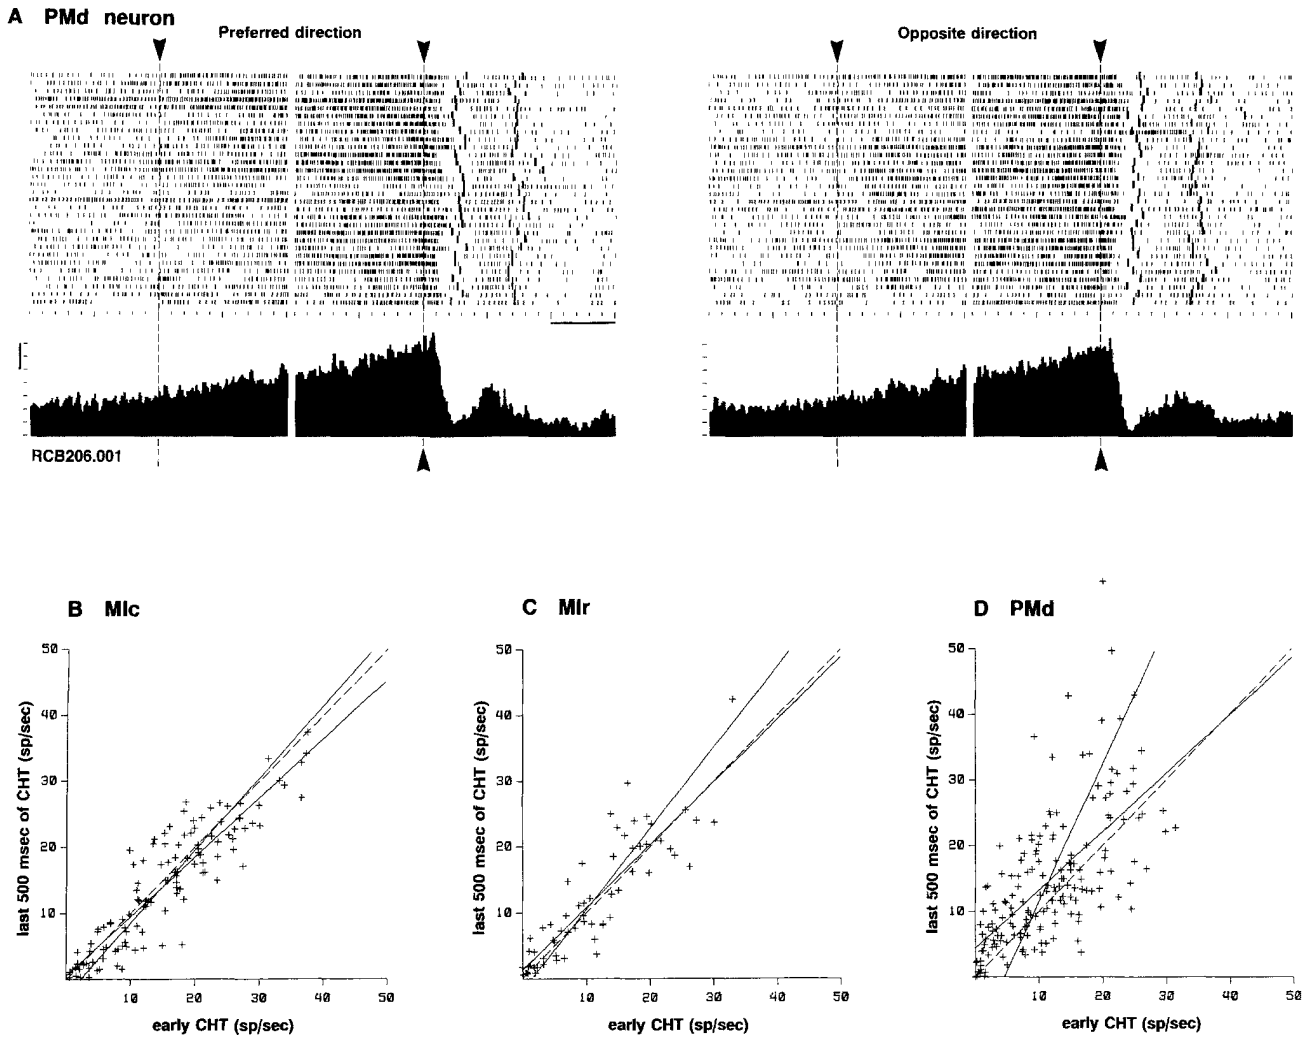 A PMd neuron
Preferred direction
Opposite direction
RCB206.001
B MIc
50
40
30
20
10
10 20 30 40 50
last 500 msec of CHT (sp/sec)
early CHT (sp/sec)
C MIr
50
40
30
20
10
10 20 30 40 50
last 500 msec of CHT (sp/sec)
early CHT (sp/sec)
D PMd
50
40
30
20
10
10 20 30 40 50
last 500 msec of CHT (sp/sec)
early CHT (sp/sec)